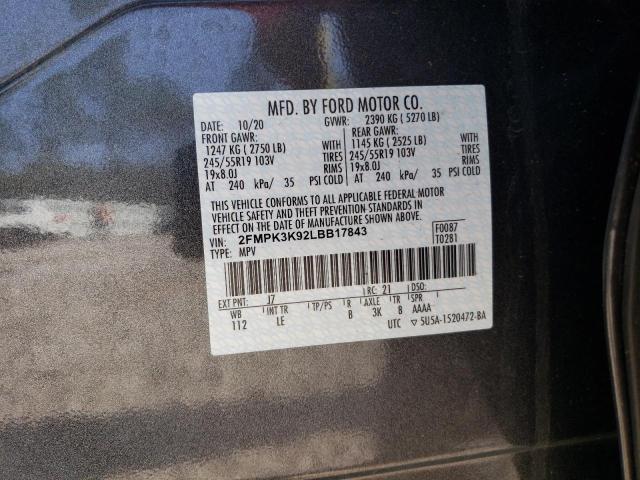 MFD. BY FORD MOTOR CO.
DATE: 10/20 GVWR: 2390 KG ( 5270 LB)
FRONT GAWR: REAR GAWR:
1247 KG ( 2750 LB) WITH 1145 KG ( 2525 LB) WITH
245/55R19 103V TIRES 245/55R19 103V TIRES
19x8.0J RIMS 19x8.0J RIMS
AT 240 kPa/ 35 PSI COLD AT 240 kPa/ 35 PSI COLD
THIS VEHICLE CONFORMS TO ALL APPLICABLE FEDERAL MOTOR
VEHICLE SAFETY AND THEFT PREVENTION STANDARDS IN
EFFECT ON THE DATE OF MANUFACTURE SHOWN ABOVE.
VIN: 2FMPK3K92LBB17843 F0087
TYPE: MPV T0281
EXT PNT: J7 RC: 21 DSO:
WB INT TR TP/PS R AXLE TR SPR
112 LE B 3K B AAAA
UTC 5U5A-1520472-BA